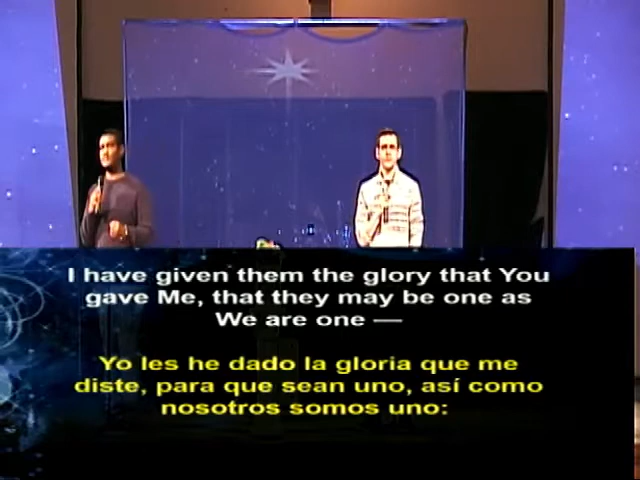 I have given them the glory that You
gave Me, that they may be one as
We are one —
Yo les he dado la gloria que me
diste, para que sean uno, así como
nosotros somos uno: